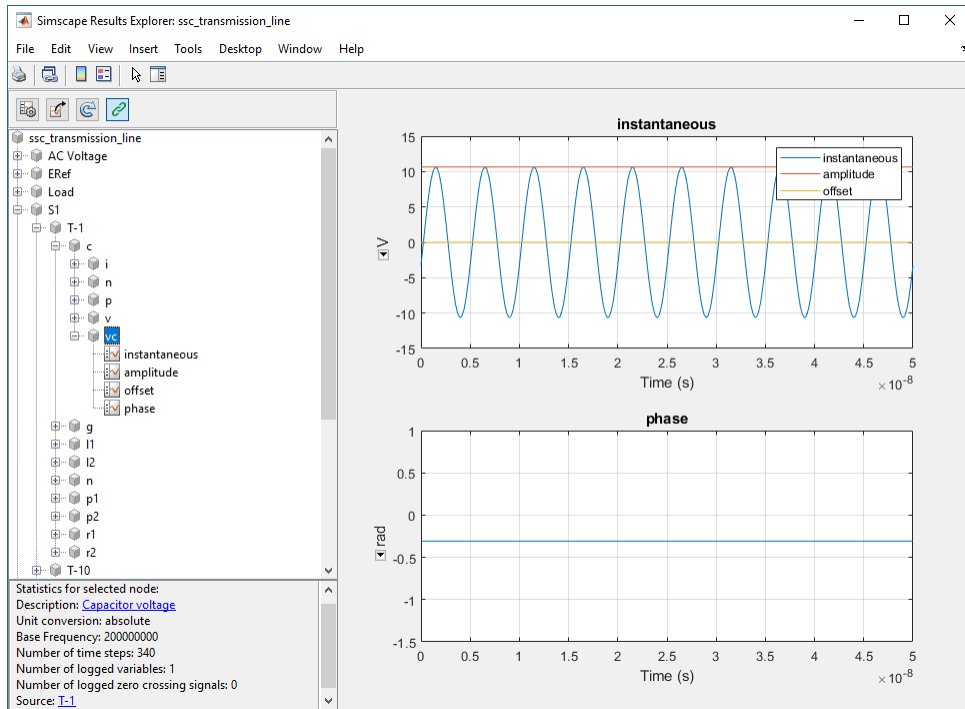 Simscape Results Explorer: ssc_transmission_line
File Edit View Insert Tools Desktop Window Help
ssc_transmission_line
AC Voltage
ERef
Load
S1
T-1
c
i
n
p
v
vc
instantaneous
amplitude
offset
phase
g
l1
l2
n
p1
p2
r1
r2
T-10
Statistics for selected node:
Description: Capacitor voltage
Unit conversion: absolute
Base Frequency: 200000000
Number of time steps: 340
Number of logged variables: 1
Number of logged zero crossing signals: 0
Source: T-1
instantaneous
15
10
5
0
-5
-10
-15
V
instantaneous
amplitude
offset
0 0.5 1 1.5 2 2.5 3 3.5 4 4.5 5
Time (s)
×10⁻⁸
phase
1
0.5
0
-0.5
-1
-1.5
rad
0 0.5 1 1.5 2 2.5 3 3.5 4 4.5 5
Time (s)
×10⁻⁸